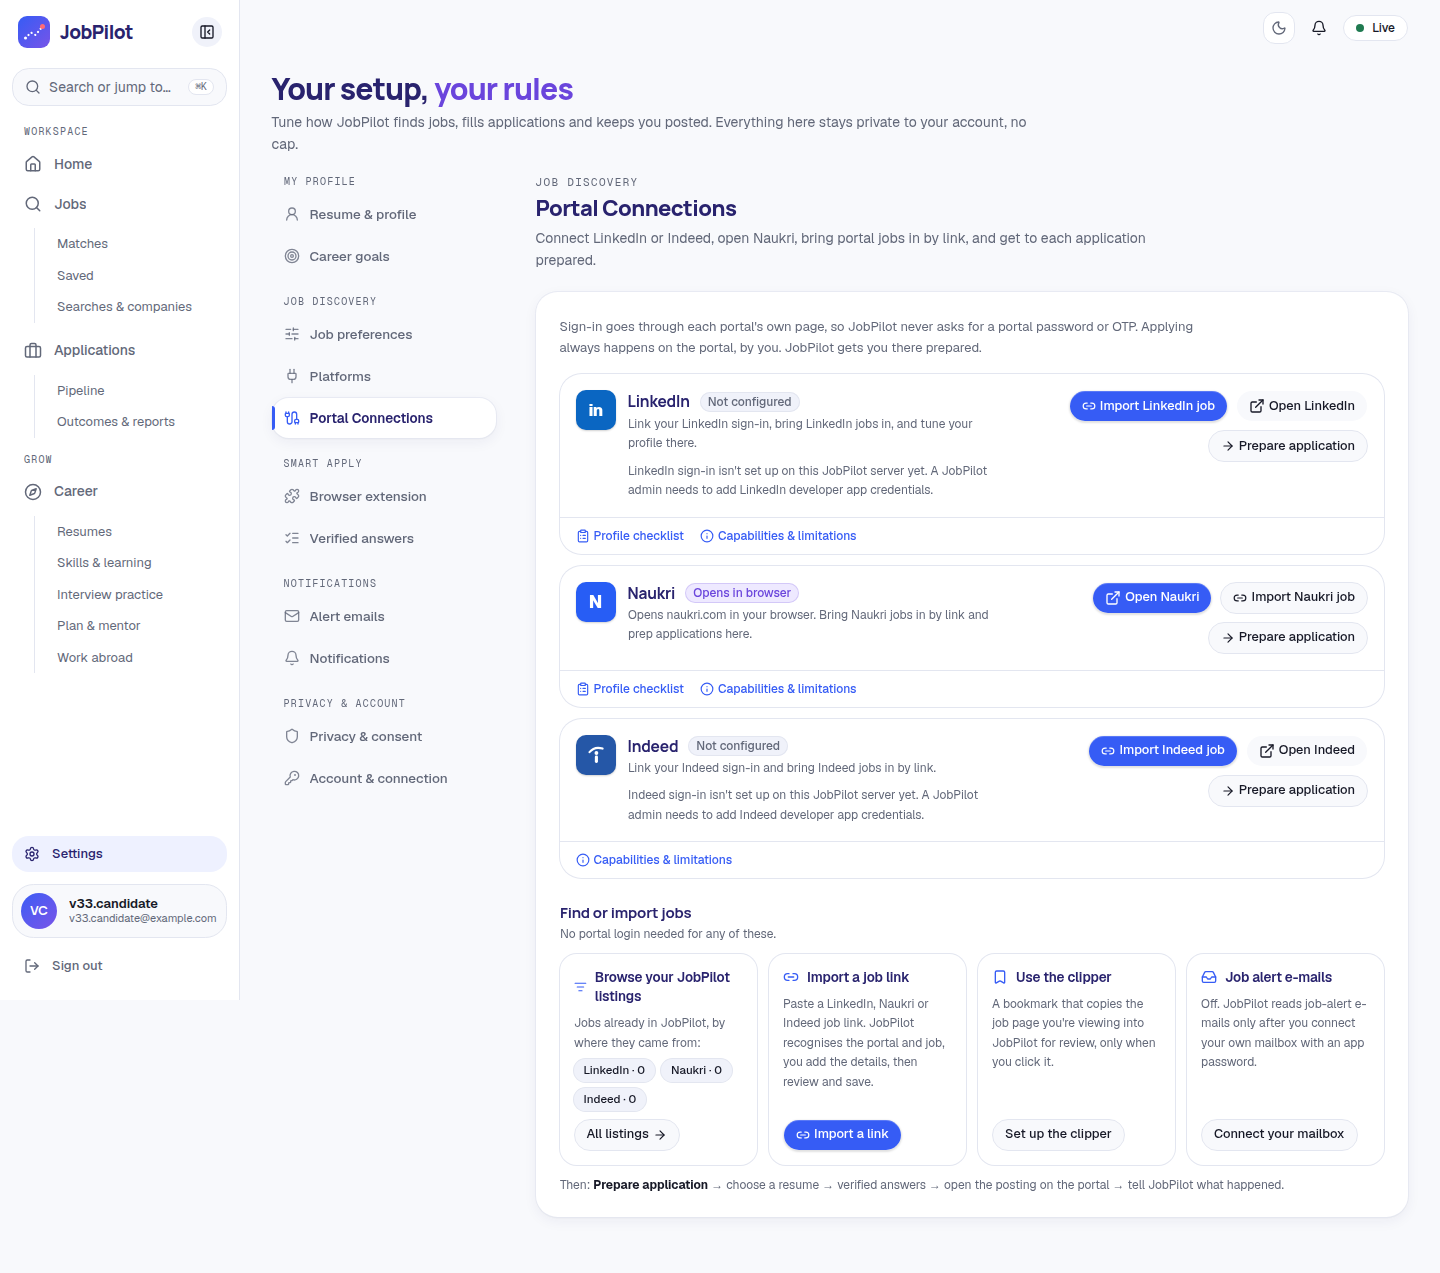 JobPilot
Search or jump to...
⌘K
WORKSPACE
Home
Jobs
Matches
Saved
Searches & companies
Applications
Pipeline
Outcomes & reports
GROW
Career
Resumes
Skills & learning
Interview practice
Plan & mentor
Work abroad
Settings
VC
v33.candidate
v33.candidate@example.com
Sign out
Live
Your setup, your rules
Tune how JobPilot finds jobs, fills applications and keeps you posted. Everything here stays private to your account, no
cap.
MY PROFILE
Resume & profile
Career goals
JOB DISCOVERY
Job preferences
Platforms
Portal Connections
SMART APPLY
Browser extension
Verified answers
NOTIFICATIONS
Alert emails
Notifications
PRIVACY & ACCOUNT
Privacy & consent
Account & connection
JOB DISCOVERY
Portal Connections
Connect LinkedIn or Indeed, open Naukri, bring portal jobs in by link, and get to each application
prepared.
Sign-in goes through each portal's own page, so JobPilot never asks for a portal password or OTP. Applying
always happens on the portal, by you. JobPilot gets you there prepared.
in
LinkedIn
Not configured
Link your LinkedIn sign-in, bring LinkedIn jobs in, and tune your
profile there.
LinkedIn sign-in isn't set up on this JobPilot server yet. A JobPilot
admin needs to add LinkedIn developer app credentials.
Import LinkedIn job
Open LinkedIn
Prepare application
Profile checklist
Capabilities & limitations
N
Naukri
Opens in browser
Opens naukri.com in your browser. Bring Naukri jobs in by link and
prep applications here.
Open Naukri
Import Naukri job
Prepare application
Profile checklist
Capabilities & limitations
Indeed
Not configured
Link your Indeed sign-in and bring Indeed jobs in by link.
Indeed sign-in isn't set up on this JobPilot server yet. A JobPilot
admin needs to add Indeed developer app credentials.
Import Indeed job
Open Indeed
Prepare application
Capabilities & limitations
Find or import jobs
No portal login needed for any of these.
Browse your JobPilot
listings
Jobs already in JobPilot, by
where they came from:
LinkedIn · 0
Naukri · 0
Indeed · 0
All listings →
Import a job link
Paste a LinkedIn, Naukri or
Indeed job link. JobPilot
recognises the portal and job,
you add the details, then
review and save.
Import a link
Use the clipper
A bookmark that copies the
job page you're viewing into
JobPilot for review, only when
you click it.
Set up the clipper
Job alert e-mails
Off. JobPilot reads job-alert e-
mails only after you connect
your own mailbox with an app
password.
Connect your mailbox
Then: Prepare application → choose a resume → verified answers → open the posting on the portal → tell JobPilot what happened.